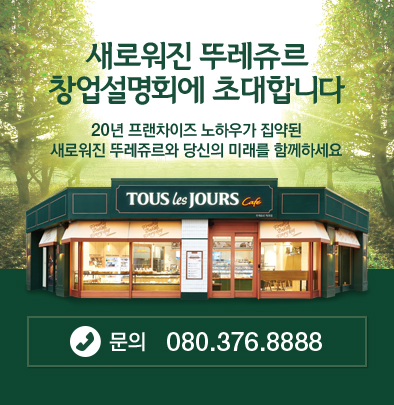 새로워진 뚜레쥬르
창업설명회에 초대합니다
20년 프랜차이즈 노하우가 집약된
새로워진 뚜레쥬르와 당신의 미래를 함께하세요
TOUS les JOURS Café
문의 080.376.8888